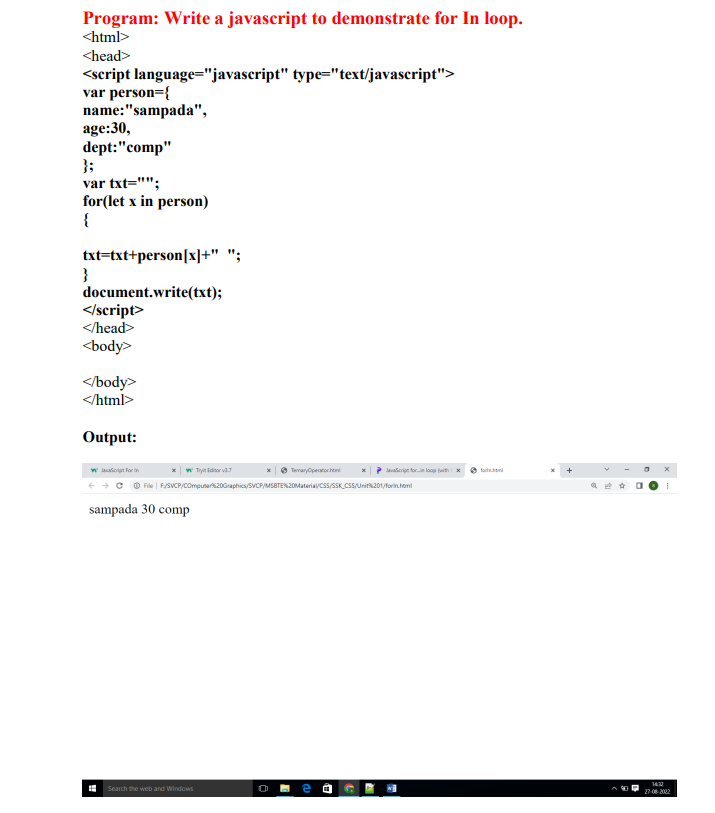 Program: Write a javascript to demonstrate for In loop.
<html>
<head>
<script language="javascript" type="text/javascript">
var person={
name:"sampada",
age:30,
dept:"comp"
};
var txt="";
for(let x in person)
{
txt=txt+person[x]+"  ";
}
document.write(txt);
</script>
</head>
<body>
</body>
</html>
Output:
JavaScript For In Tryit Editor v3.7 TernaryOperator.html JavaScript for...in loop (with forIn.html
File F:/SVCP/COmputer%20Graphics/SVCP/MSBTE%20Material/CSS/SSK_CSS/Unit%201/forIn.html
sampada 30 comp
Search the web and Windows
14:32
27-08-2022